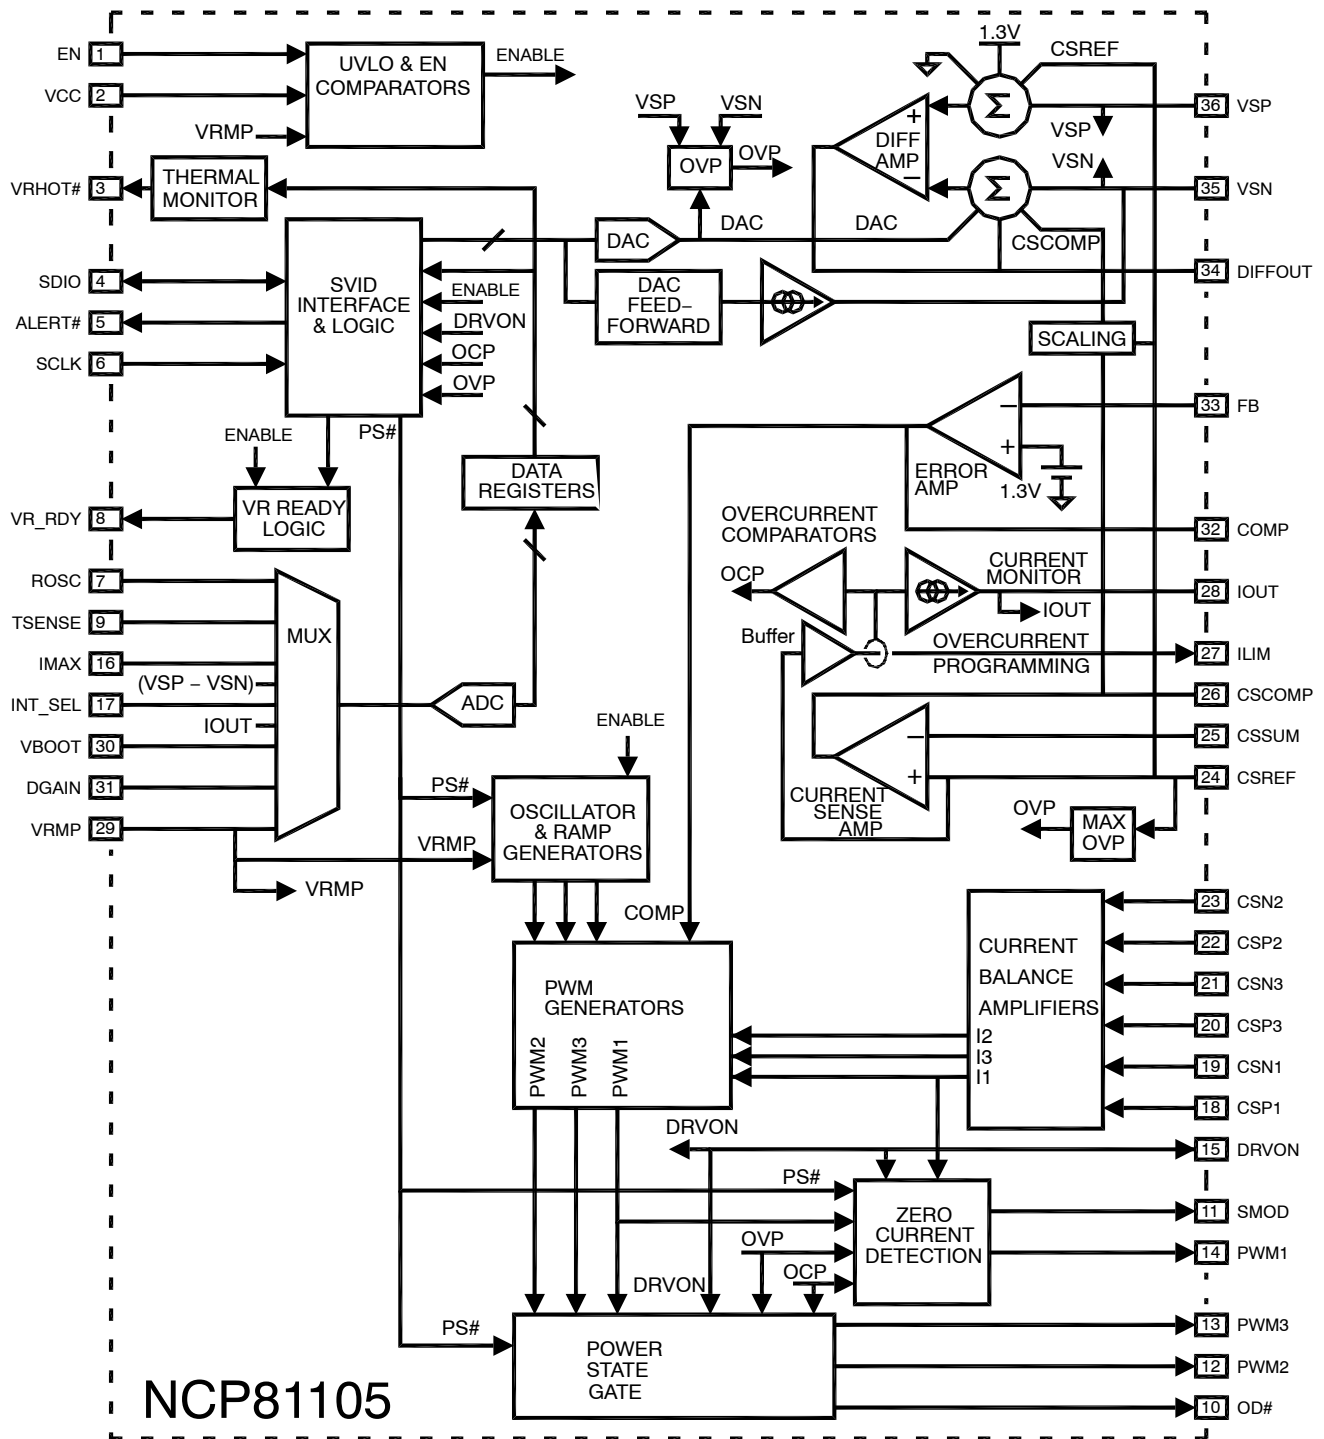 EN 1
VCC 2
VRMP
UVLO & EN
COMPARATORS
ENABLE
VRHOT# 3
THERMAL
MONITOR
SDIO 4
ALERT# 5
SCLK 6
SVID
INTERFACE
& LOGIC
ENABLE
DRVON
OCP
OVP
PS#
ENABLE
VR READY
LOGIC
VR_RDY 8
DATA
REGISTERS
ROSC 7
TSENSE 9
IMAX 16
(VSP – VSN)
INT_SEL 17
IOUT
VBOOT 30
DGAIN 31
VRMP 29
MUX
ADC
VRMP
VSP
VSN
OVP
OVP
DAC
DAC
DAC
DAC
FEED–
FORWARD
1.3V
CSREF
Σ
+
DIFF
AMP
–
VSP
VSN
Σ
CSCOMP
36 VSP
35 VSN
34 DIFFOUT
SCALING
33 FB
–
+
ERROR
AMP
1.3V
32 COMP
OVERCURRENT
COMPARATORS
OCP
CURRENT
MONITOR
28 IOUT
IOUT
Buffer
OVERCURRENT
PROGRAMMING
27 ILIM
26 CSCOMP
25 CSSUM
24 CSREF
–
+
CURRENT
SENSE
AMP
OVP
MAX
OVP
ENABLE
PS#
VRMP
OSCILLATOR
& RAMP
GENERATORS
COMP
PWM
GENERATORS
PWM2
PWM3
PWM1
CURRENT
BALANCE
AMPLIFIERS
I2
I3
I1
23 CSN2
22 CSP2
21 CSN3
20 CSP3
19 CSN1
18 CSP1
DRVON
15 DRVON
PS#
ZERO
CURRENT
DETECTION
OVP
OCP
DRVON
11 SMOD
14 PWM1
PS#
POWER
STATE
GATE
13 PWM3
12 PWM2
10 OD#
NCP81105